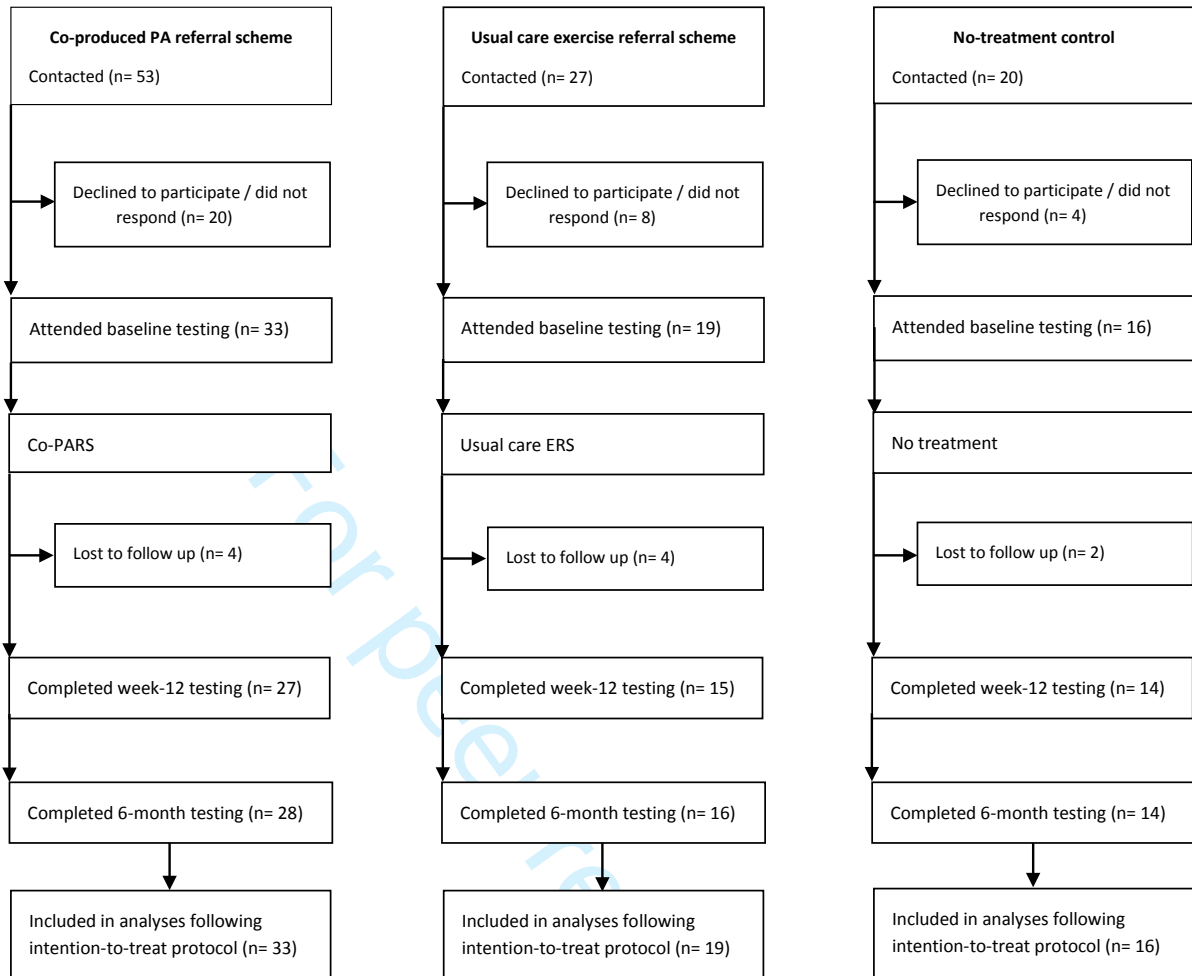 Co-produced PA referral scheme
Contacted (n= 53)
Declined to participate / did not
respond (n= 20)
Attended baseline testing (n= 33)
Co-PARS
Lost to follow up (n= 4)
Completed week-12 testing (n= 27)
Completed 6-month testing (n= 28)
Included in analyses following
intention-to-treat protocol (n= 33)
Usual care exercise referral scheme
Contacted (n= 27)
Declined to participate / did not
respond (n= 8)
Attended baseline testing (n= 19)
Usual care ERS
Lost to follow up (n= 4)
Completed week-12 testing (n= 15)
Completed 6-month testing (n= 16)
Included in analyses following
intention-to-treat protocol (n= 19)
No-treatment control
Contacted (n= 20)
Declined to participate / did not
respond (n= 4)
Attended baseline testing (n= 16)
No treatment
Lost to follow up (n= 2)
Completed week-12 testing (n= 14)
Completed 6-month testing (n= 14)
Included in analyses following
intention-to-treat protocol (n= 16)
For